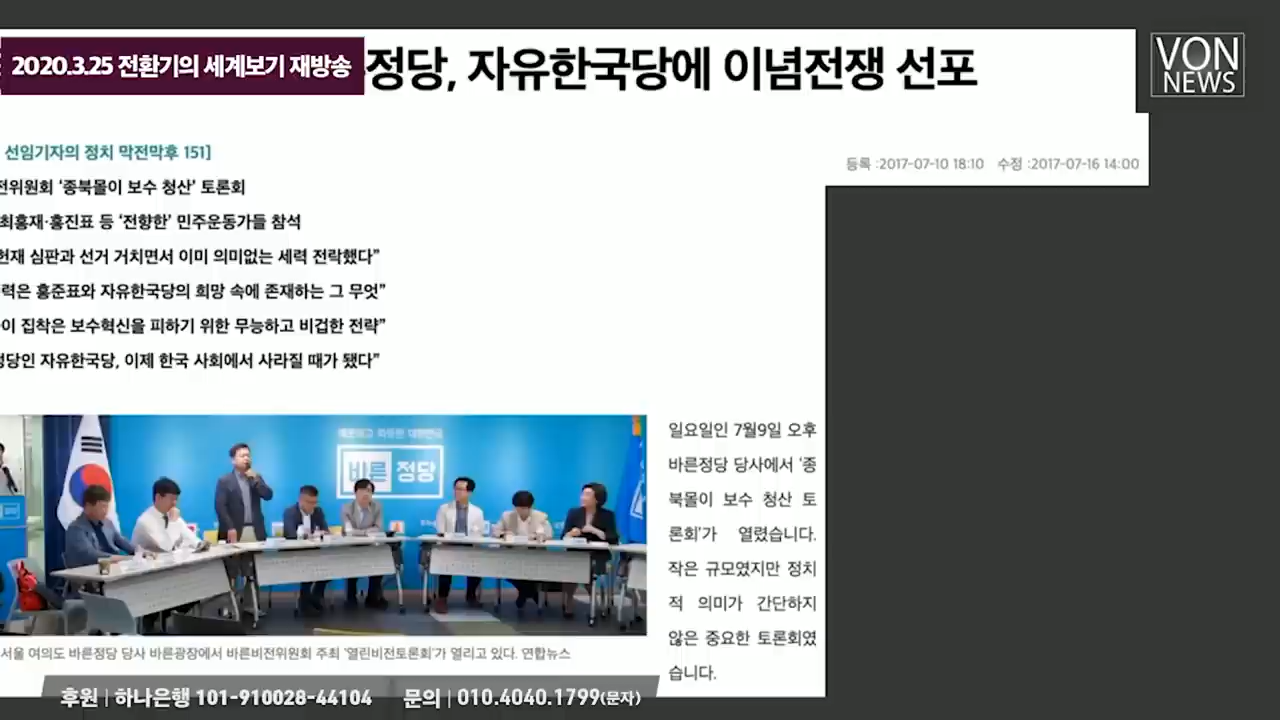 2020.3.25 전환기의 세계보기 재방송
정당, 자유한국당에 이념전쟁 선포
VON
NEWS
선임기자의 정치 막전막후 151]
등록 :2017-07-10 18:10 수정 :2017-07-16 14:00
전위원회 ‘종북몰이 보수 청산’ 토론회
최홍재·홍진표 등 ‘전향한’ 민주운동가들 참석
헌재 심판과 선거 거치면서 이미 의미없는 세력 전락했다”
력은 홍준표와 자유한국당의 희망 속에 존재하는 그 무엇”
이 집착은 보수혁신을 피하기 위한 무능하고 비겁한 전략”
정당인 자유한국당, 이제 한국 사회에서 사라질 때가 됐다”
바른 정당
일요일인 7월9일 오후
바른정당 당사에서 ‘종
북몰이 보수 청산 토
론회’가 열렸습니다.
작은 규모였지만 정치
적 의미가 간단하지
않은 중요한 토론회였
습니다.
서울 여의도 바른정당 당사 바른광장에서 바른비전위원회 주최 ‘열린비전토론회’가 열리고 있다. 연합뉴스
후원 | 하나은행 101-910028-44104 문의 | 010.4040.1799(문자)